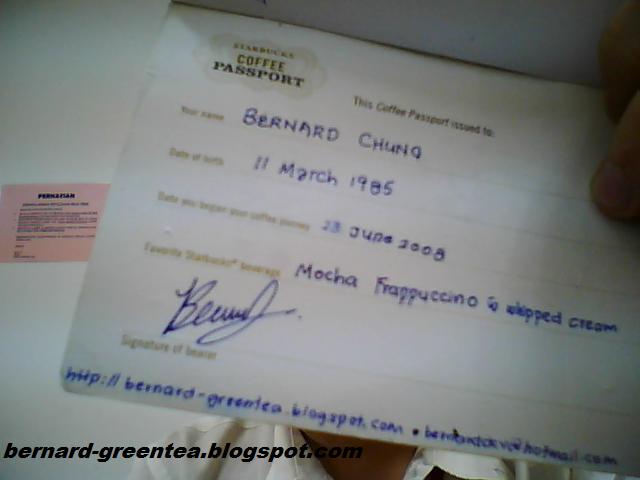 STARBUCKS
COFFEE
PASSPORT
This Coffee Passport issued to:
Your name BERNARD CHUNG
Date of birth 11 March 1985
Date you began your coffee journey 23 June 2008
Favorite Starbucks® beverage Mocha Frappuccino whipped cream
Signature of bearer
http://bernard-greentea.blogspot.com •
PERHATIAN
bernard-greentea.blogspot.com